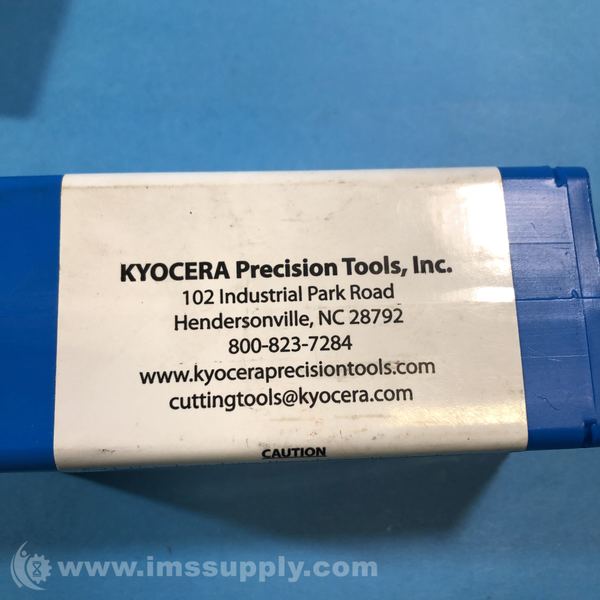 KYOCERA Precision Tools, Inc.
102 Industrial Park Road
Hendersonville, NC 28792
800-823-7284
www.kyoceraprecisiontools.com
cuttingtools@kyocera.com
CAUTION
www.imssupply.com